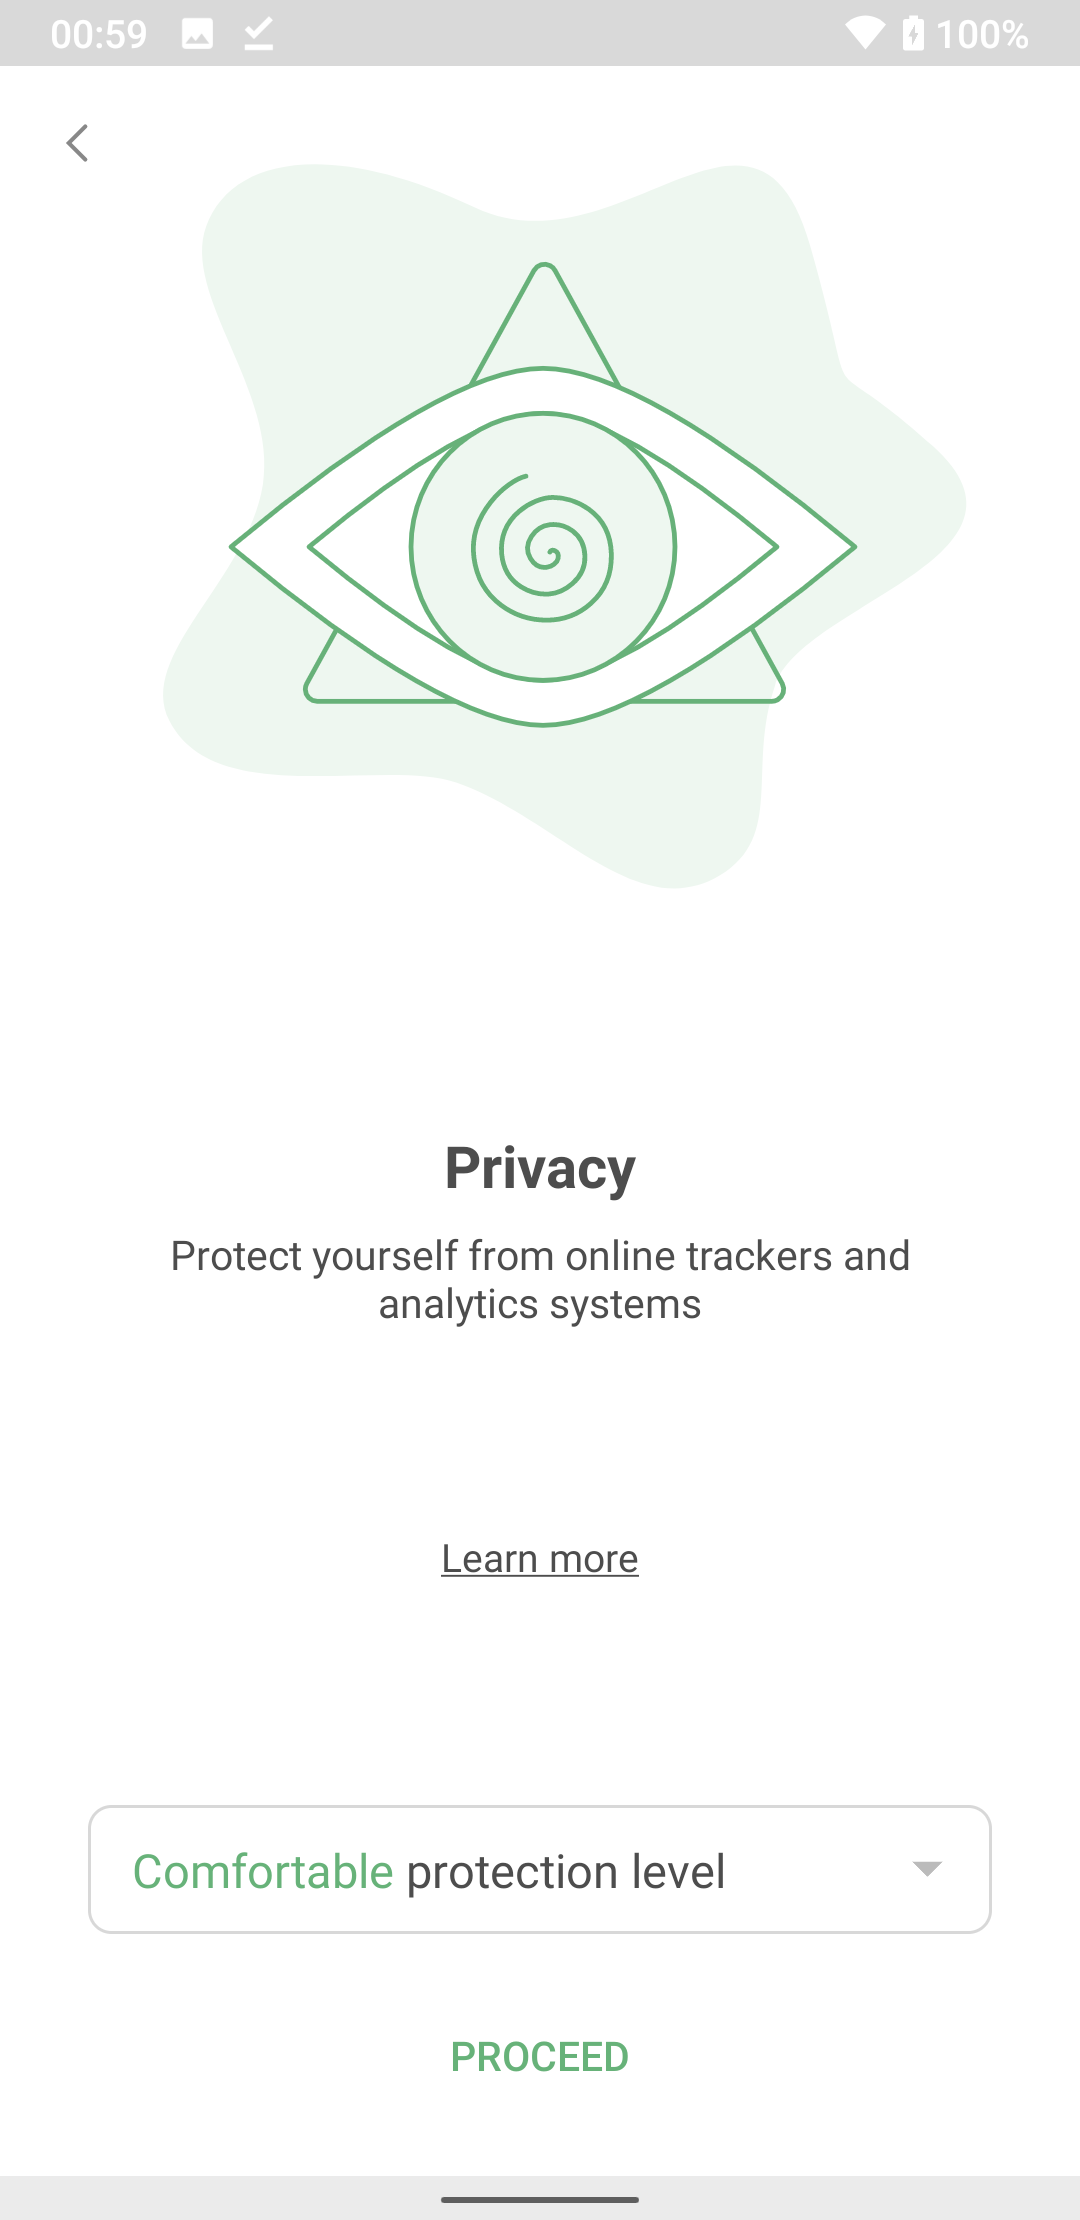 00:59
100%
Privacy
Protect yourself from online trackers and
analytics systems
Learn more
Comfortable protection level
PROCEED